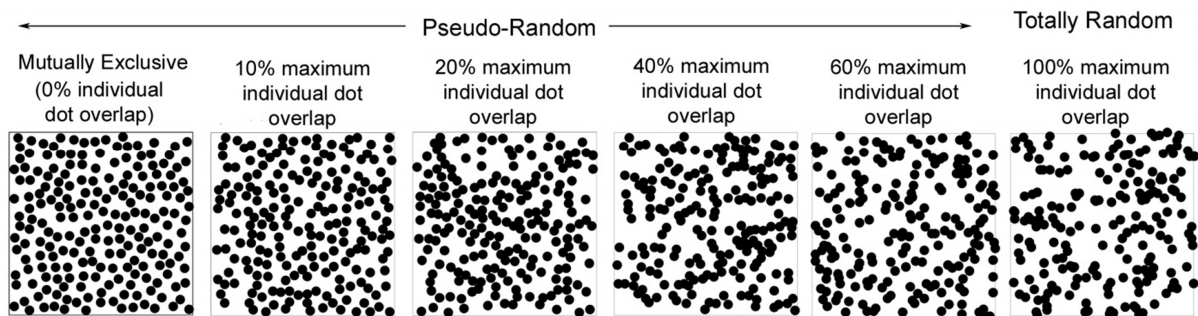 Pseudo-Random
Totally Random
Mutually Exclusive
(0% individual
dot overlap)
10% maximum
individual dot
overlap
20% maximum
individual dot
overlap
40% maximum
individual dot
overlap
60% maximum
individual dot
overlap
100% maximum
individual dot
overlap